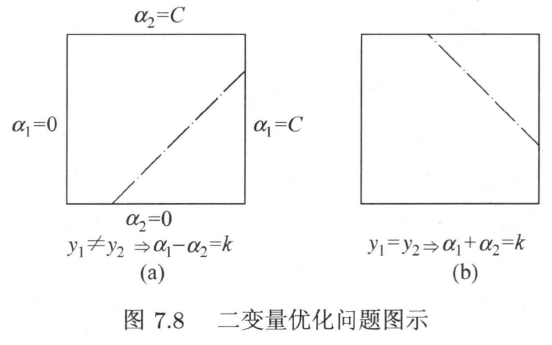 α₂=C
α₁=0
α₁=C
α₂=0
y₁≠y₂ ⇒α₁−α₂=k
y₁=y₂⇒α₁+α₂=k
(a)
(b)
图 7.8 二变量优化问题图示